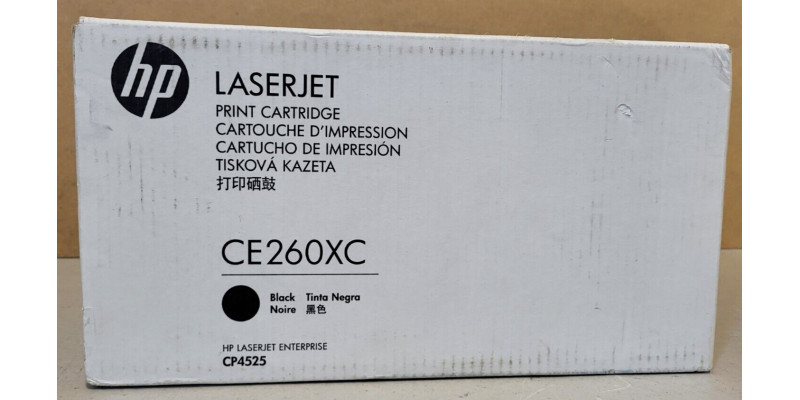 hp
LASERJET
PRINT CARTRIDGE
CARTOUCHE D'IMPRESSION
CARTUCHO DE IMPRESIÓN
TISKOVÁ KAZETA
打印硒鼓
CE260XC
Black Tinta Negra
Noire 黑色
HP LASERJET ENTERPRISE
CP4525